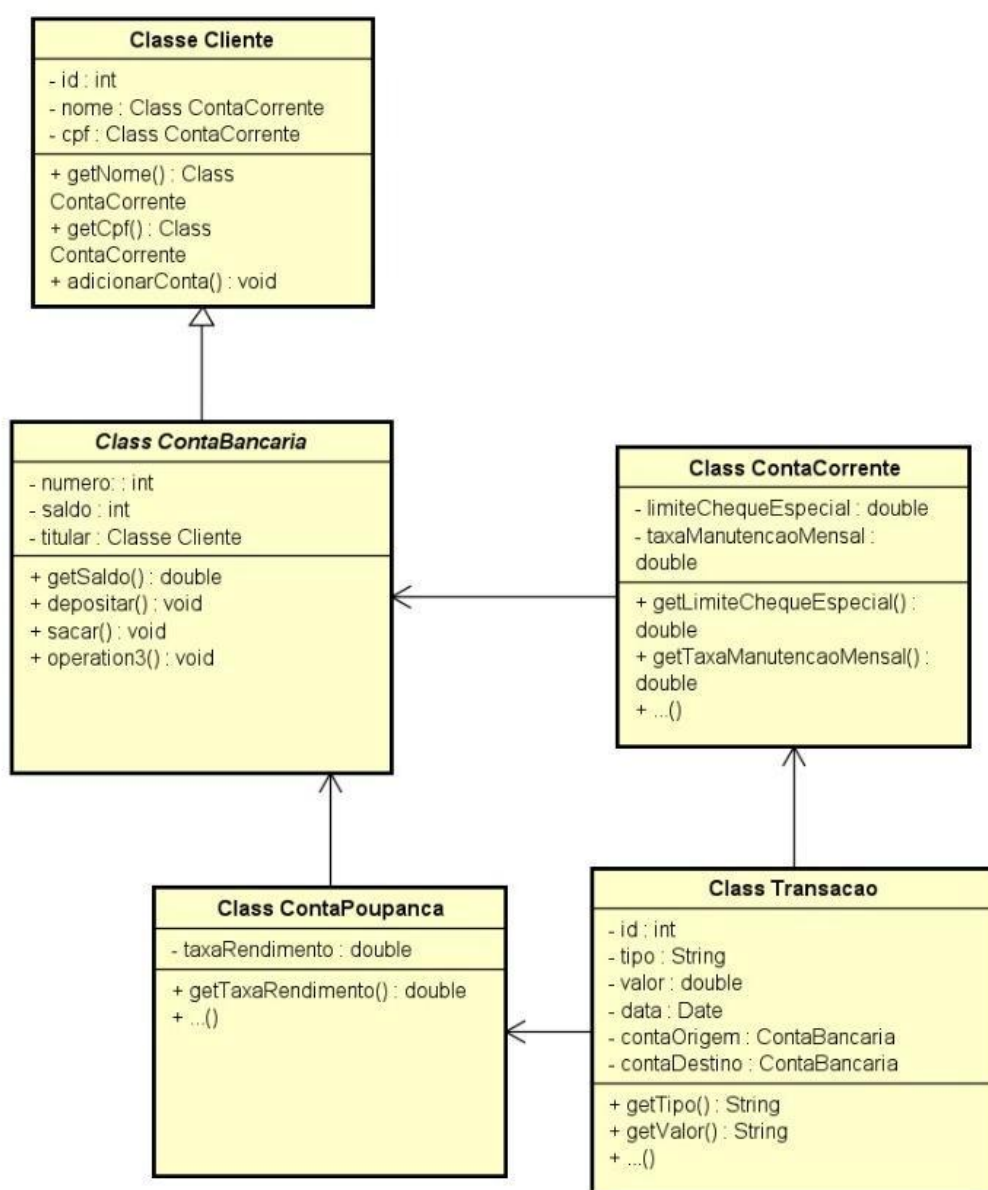 Classe Cliente
- id : int
- nome : Class ContaCorrente
- cpf : Class ContaCorrente
+ getNome() : Class
ContaCorrente
+ getCpf() : Class
ContaCorrente
+ adicionarConta() : void
Class ContaBancaria
- numero: : int
- saldo : int
- titular : Classe Cliente
+ getSaldo() : double
+ depositar() : void
+ sacar() : void
+ operation3() : void
Class ContaCorrente
- limiteChequeEspecial : double
- taxaManutencaoMensal :
double
+ getLimiteChequeEspecial() :
double
+ getTaxaManutencaoMensal() :
double
+ ...()
Class ContaPoupanca
- taxaRendimento : double
+ getTaxaRendimento() : double
+ ...()
Class Transacao
- id : int
- tipo : String
- valor : double
- data : Date
- contaOrigem : ContaBancaria
- contaDestino : ContaBancaria
+ getTipo() : String
+ getValor() : String
+ ...()